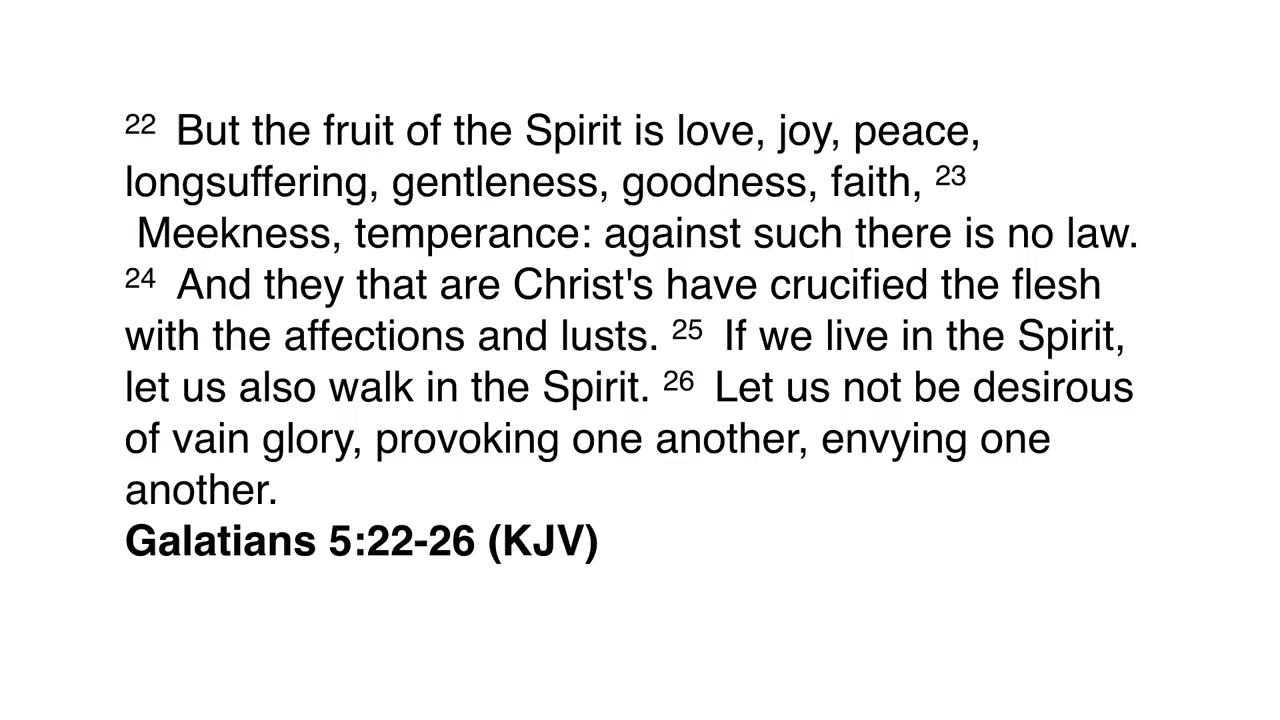 22 But the fruit of the Spirit is love, joy, peace,
longsuffering, gentleness, goodness, faith, 23
Meekness, temperance: against such there is no law.
24 And they that are Christ's have crucified the flesh
with the affections and lusts. 25 If we live in the Spirit,
let us also walk in the Spirit. 26 Let us not be desirous
of vain glory, provoking one another, envying one
another.
Galatians 5:22-26 (KJV)